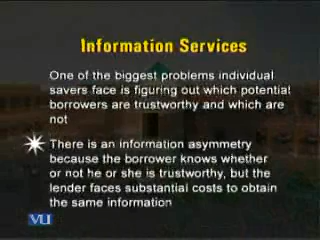 Information Services
One of the biggest problems individual
savers face is figuring out which potential
borrowers are trustworthy and which are
not
There is an information asymmetry
because the borrower knows whether
or not he or she is trustworthy, but the
lender faces substantial costs to obtain
the same information
VU